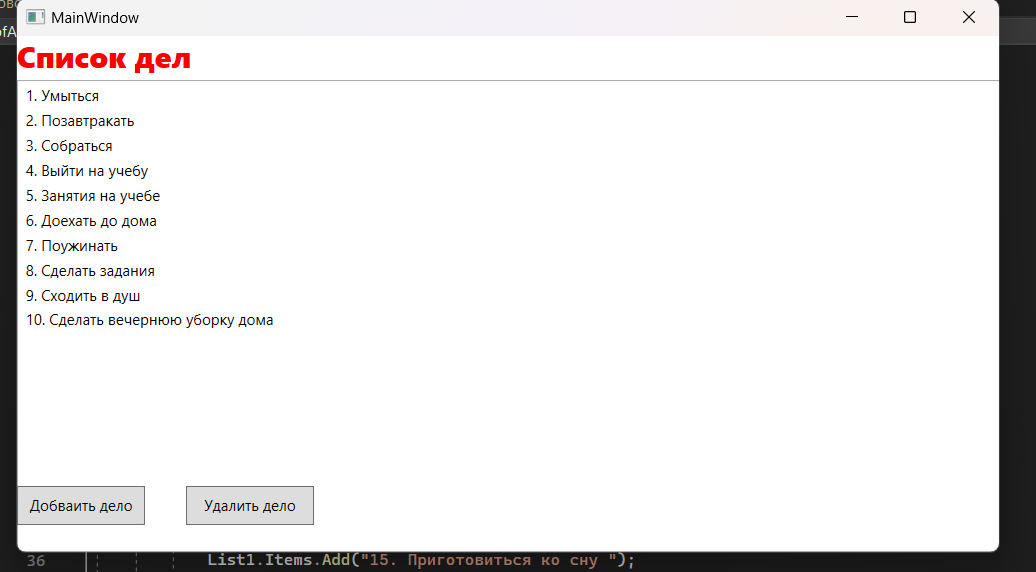 MainWindow
Список дел
1. Умыться
2. Позавтракать
3. Собраться
4. Выйти на учебу
5. Занятия на учебе
6. Доехать до дома
7. Поужинать
8. Сделать задания
9. Сходить в душ
10. Сделать вечернюю уборку дома
Добваить дело
Удалить дело
36
List1.Items.Add("15. Приготовиться ко сну ");